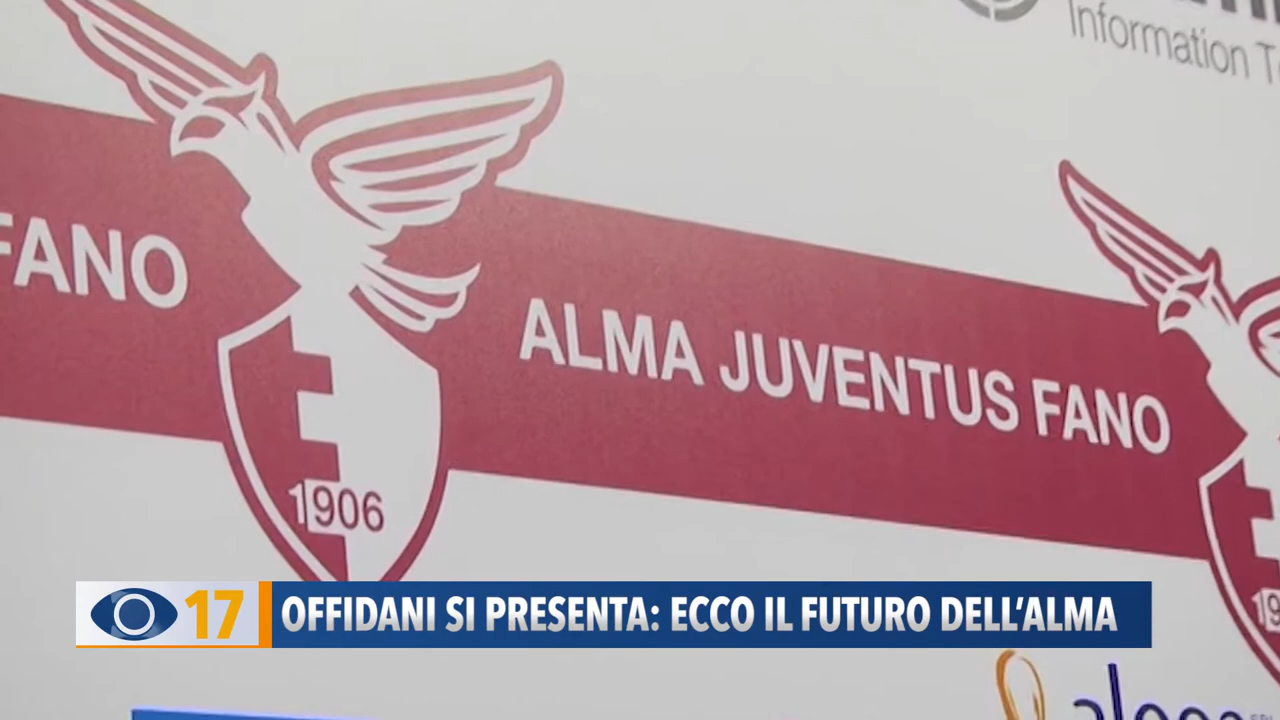 Information
FANO
ALMA JUVENTUS FANO
1906
17
OFFIDANI SI PRESENTA: ECCO IL FUTURO DELL'ALMA